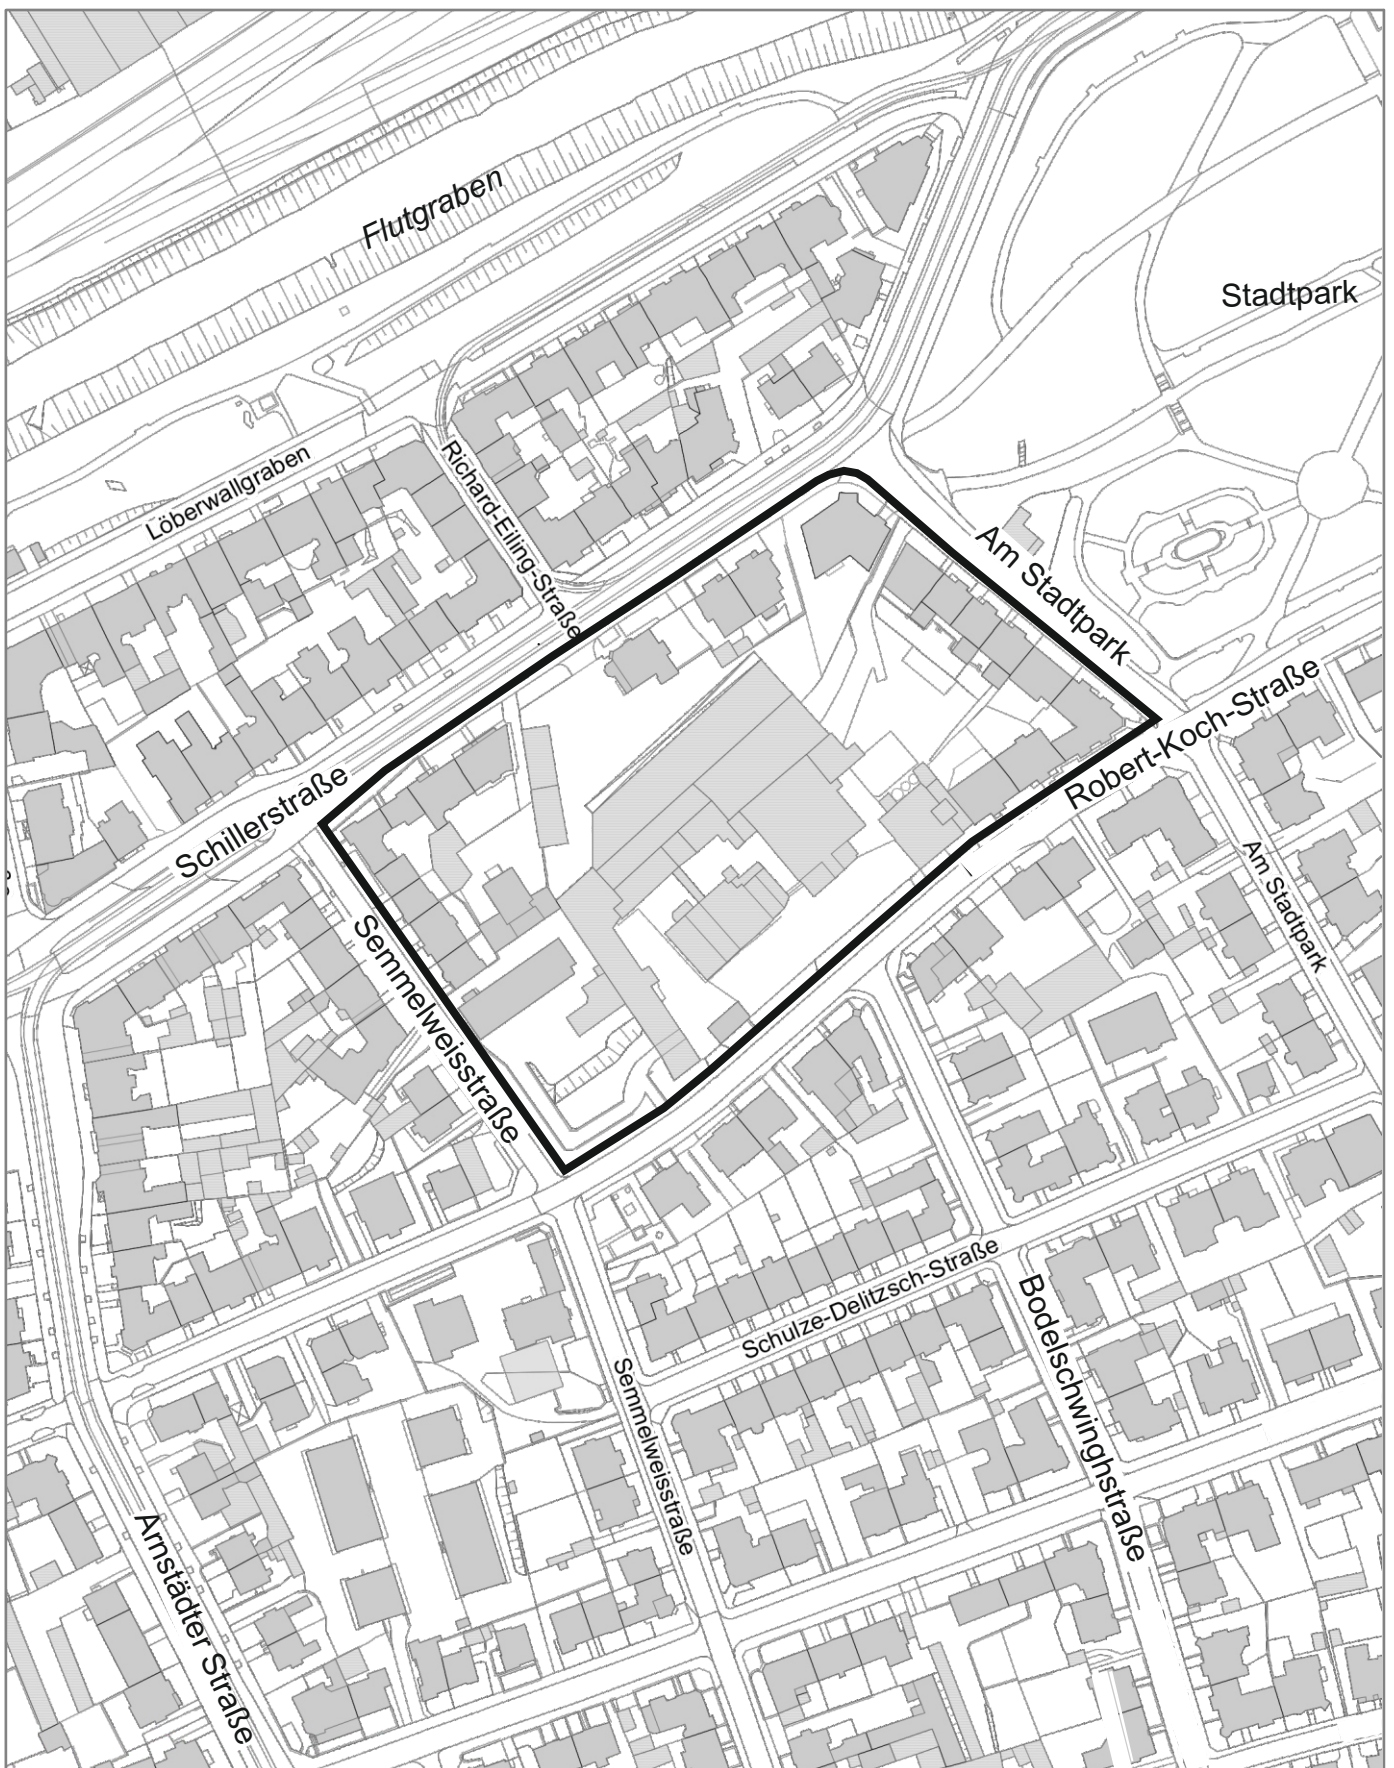 Flutgraben
Stadtpark
Löberwallgraben
Richard-Eiling-Straße
Am Stadtpark
Robert-Koch-Straße
Schillerstraße
Am Stadtpark
Semmelweisstraße
Schulze-Delitzsch-Straße
Bodelschwinghstraße
Semmelweisstraße
Arnstädter Straße